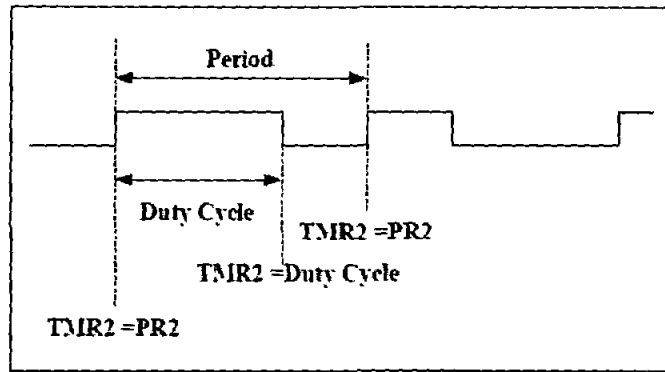 Period
Duty Cycle
TMR2 =PR2
TMR2 =Duty Cycle
TMR2 =PR2